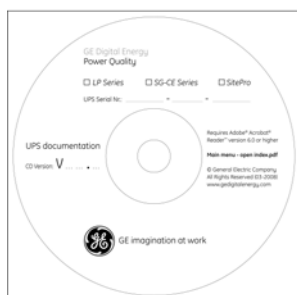 GE Digital Energy
Power Quality
LP Series SG-CE Series SitePro
UPS Serial Nr.: - -
UPS documentation
CD Version: V .
Requires Adobe® Acrobat®
Reader™ version 6.0 or higher
Main menu - open index.pdf
© General Electric Company
All Rights Reserved (03-2008)
www.gedigitalenergy.com
GE imagination at work